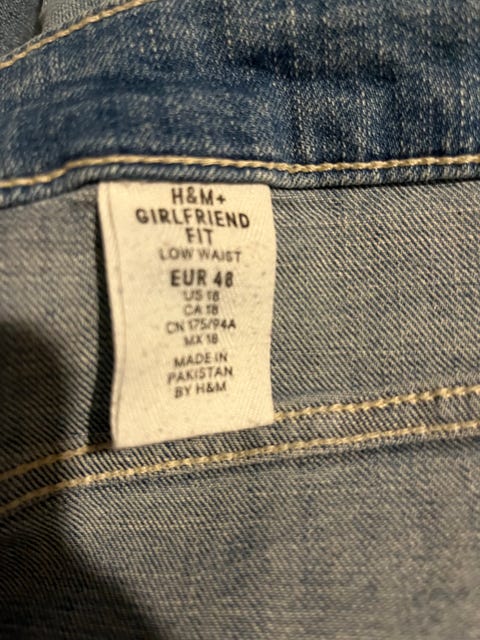 H&M+
GIRLFRIEND
FIT
LOW WAIST
EUR 48
US 18
CA 18
CN 175/94A
MX 18
MADE IN
PAKISTAN
BY H&M